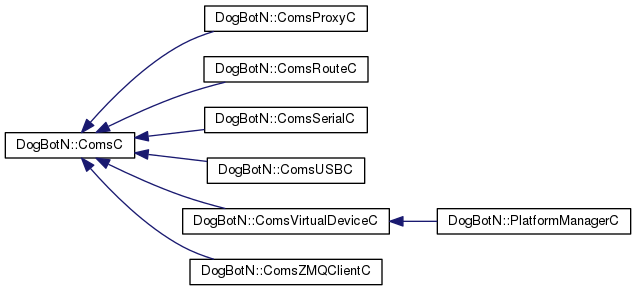 DogBotN::ComsProxyC
DogBotN::ComsRouteC
DogBotN::ComsSerialC
DogBotN::ComsC
DogBotN::ComsUSBC
DogBotN::ComsVirtualDeviceC
DogBotN::PlatformManagerC
DogBotN::ComsZMQClientC